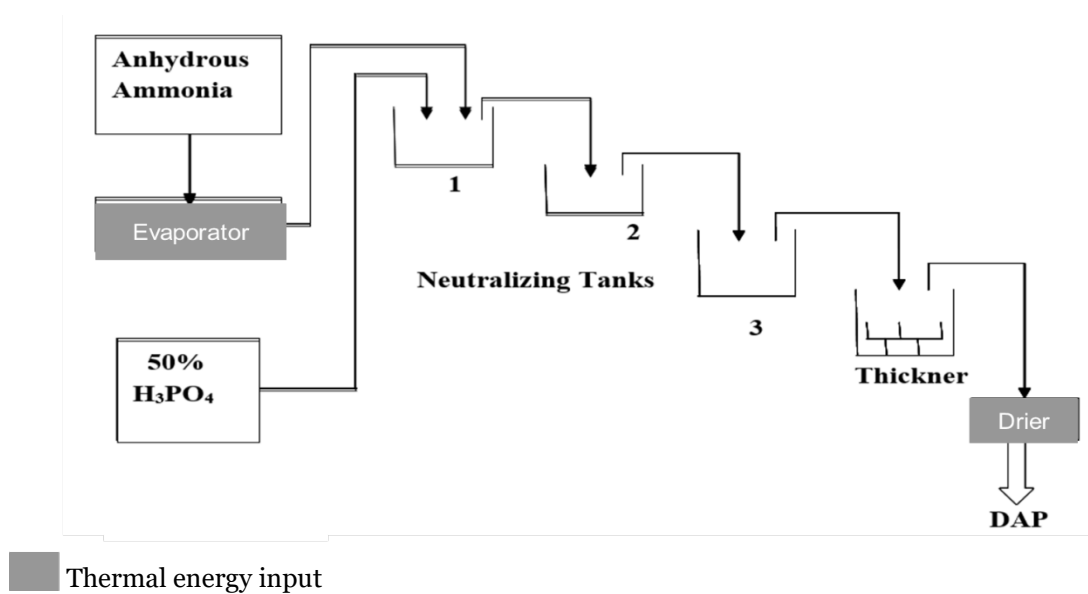 Anhydrous
Ammonia
Evaporator
1
2
Neutralizing Tanks
3
50%
H₃PO₄
Thickner
Drier
DAP
Thermal energy input